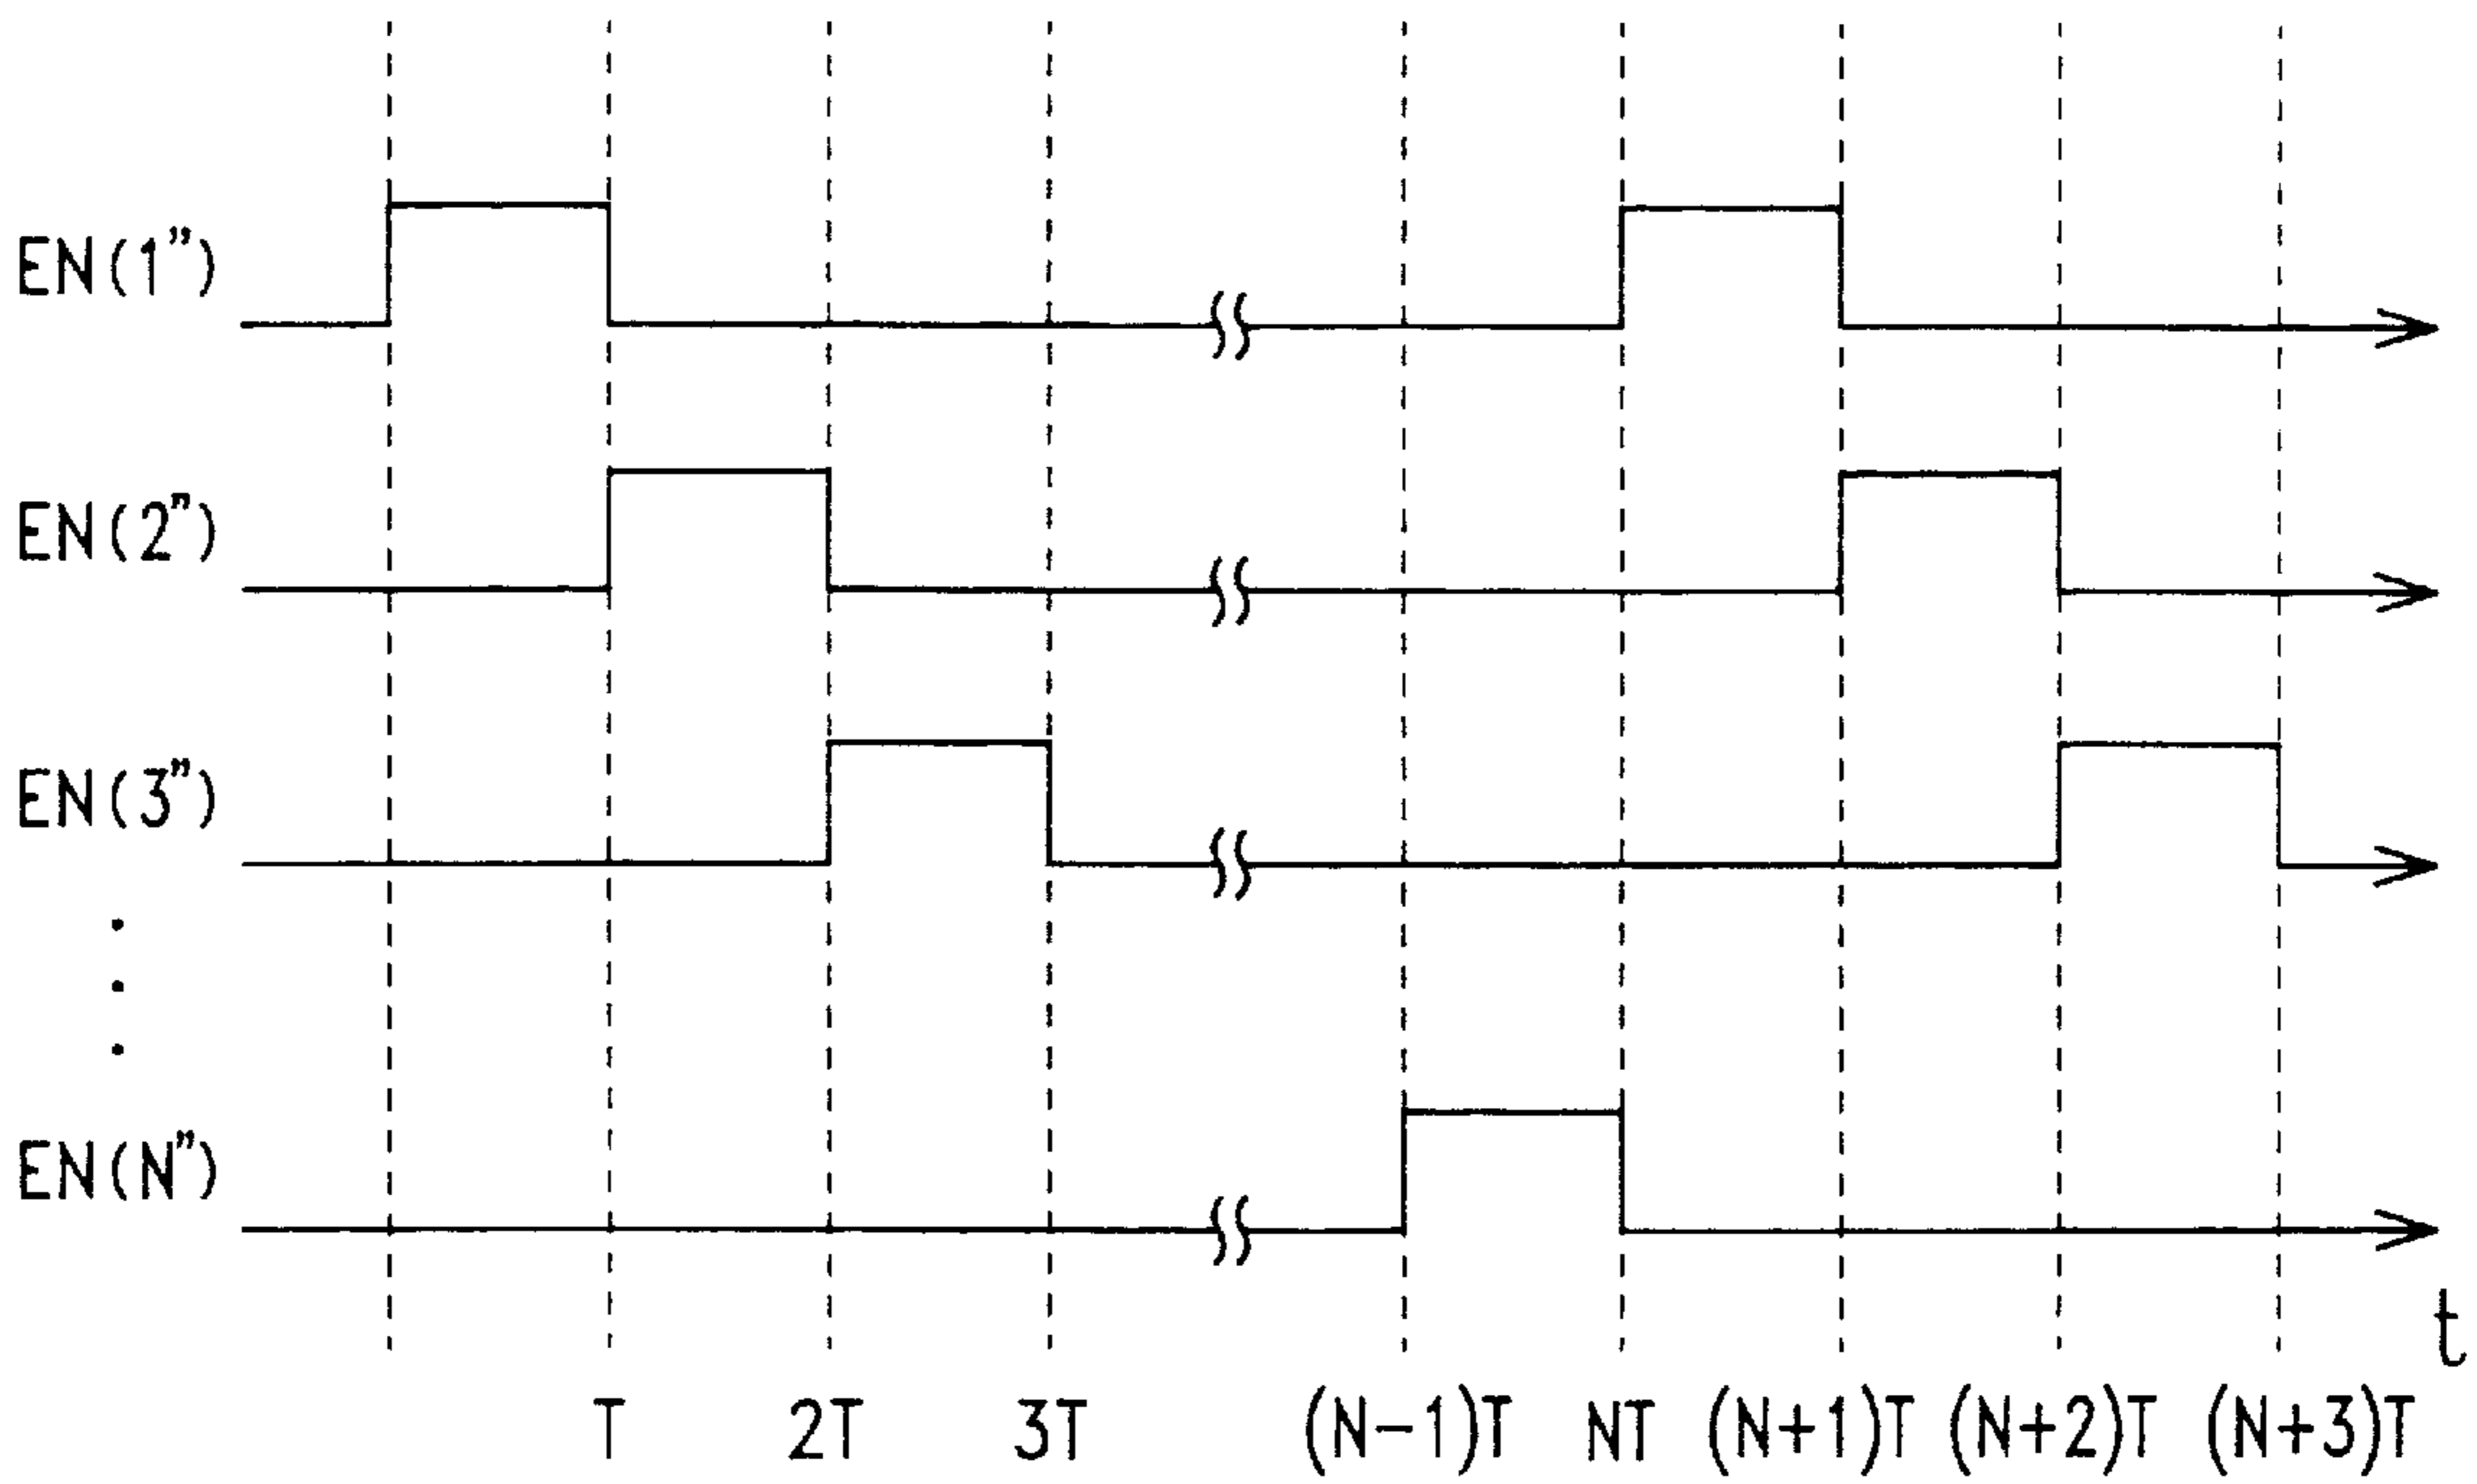 EN(1")
EN(2")
EN(3")
EN(N")
t
T 2T 3T (N-1)T NT (N+1)T (N+2)T (N+3)T